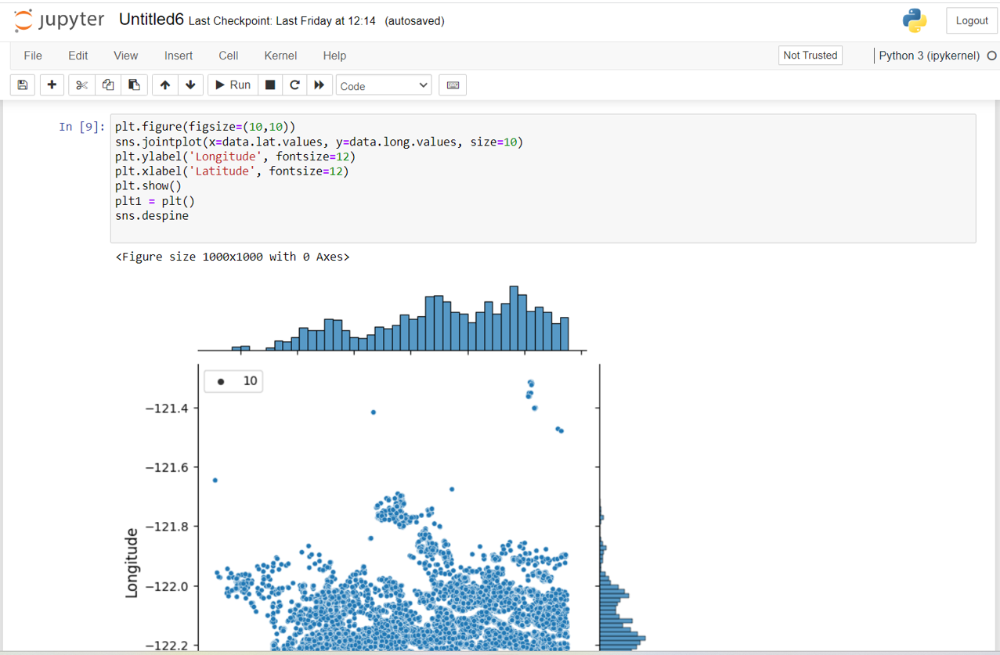 jupyter Untitled6 Last Checkpoint: Last Friday at 12:14 (autosaved)
Logout
File Edit View Insert Cell Kernel Help
Not Trusted
Python 3 (ipykernel)
Run
Code
In [9]:
plt.figure(figsize=(10,10))
sns.jointplot(x=data.lat.values, y=data.long.values, size=10)
plt.ylabel('Longitude', fontsize=12)
plt.xlabel('Latitude', fontsize=12)
plt.show()
plt1 = plt()
sns.despine
<Figure size 1000x1000 with 0 Axes>
10
−121.4
−121.6
−121.8
−122.0
−122.2
Longitude